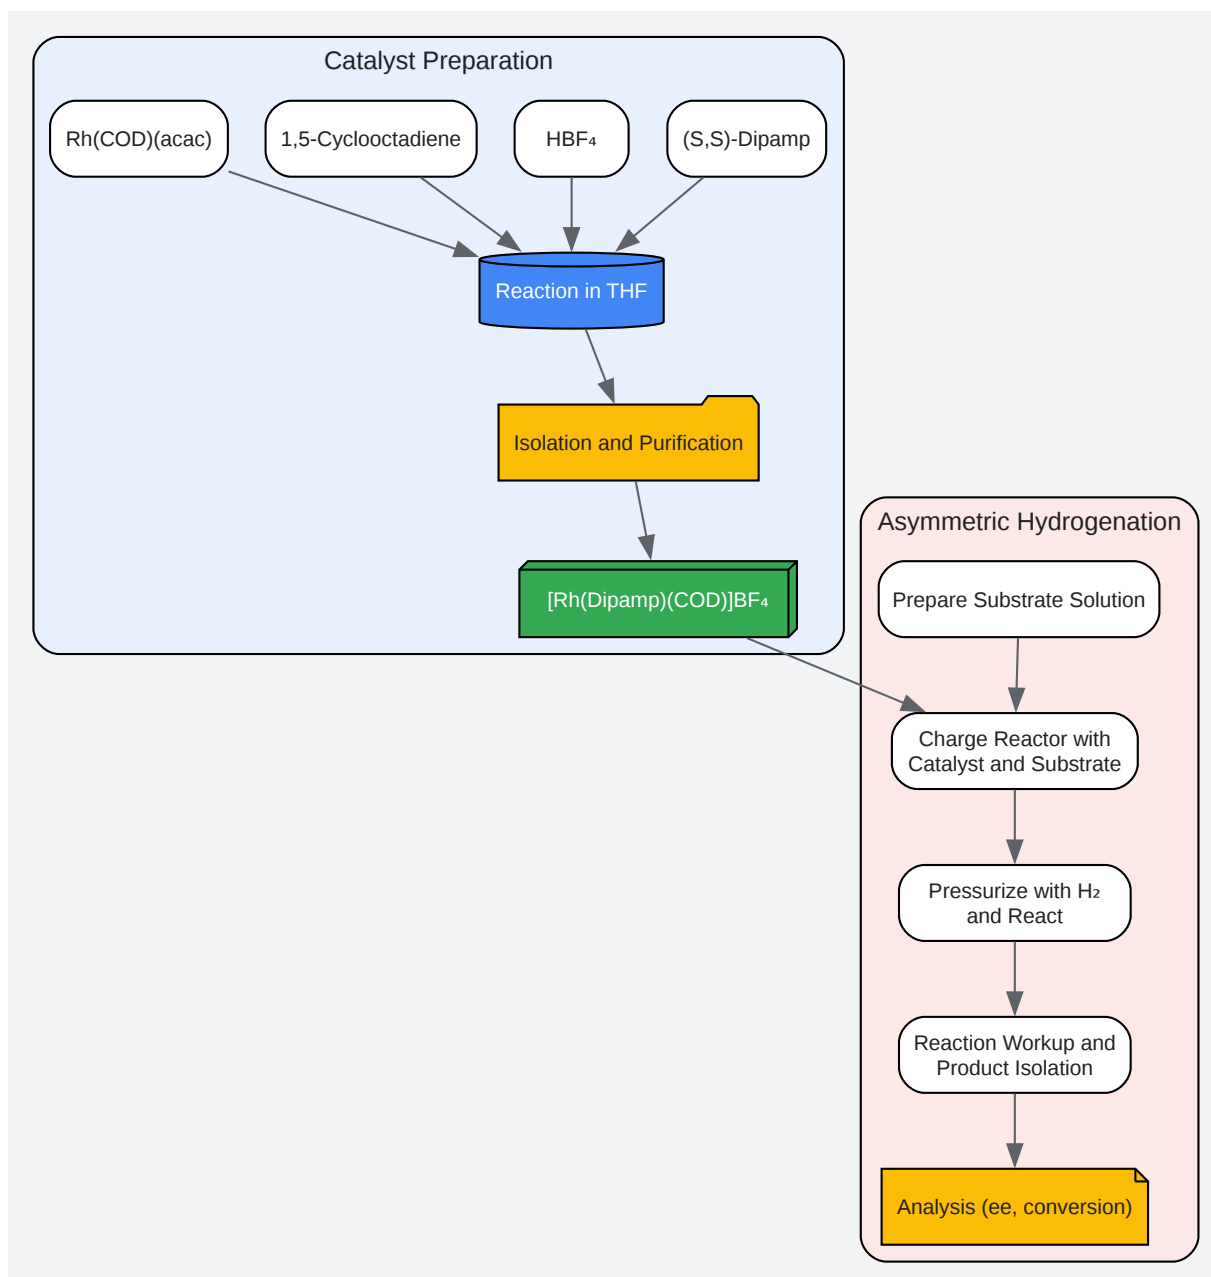 Catalyst Preparation
Rh(COD)(acac)
1,5-Cyclooctadiene
HBF₄
(S,S)-Dipamp
Reaction in THF
Isolation and Purification
[Rh(Dipamp)(COD)]BF₄
Asymmetric Hydrogenation
Prepare Substrate Solution
Charge Reactor with
Catalyst and Substrate
Pressurize with H₂
and React
Reaction Workup and
Product Isolation
Analysis (ee, conversion)